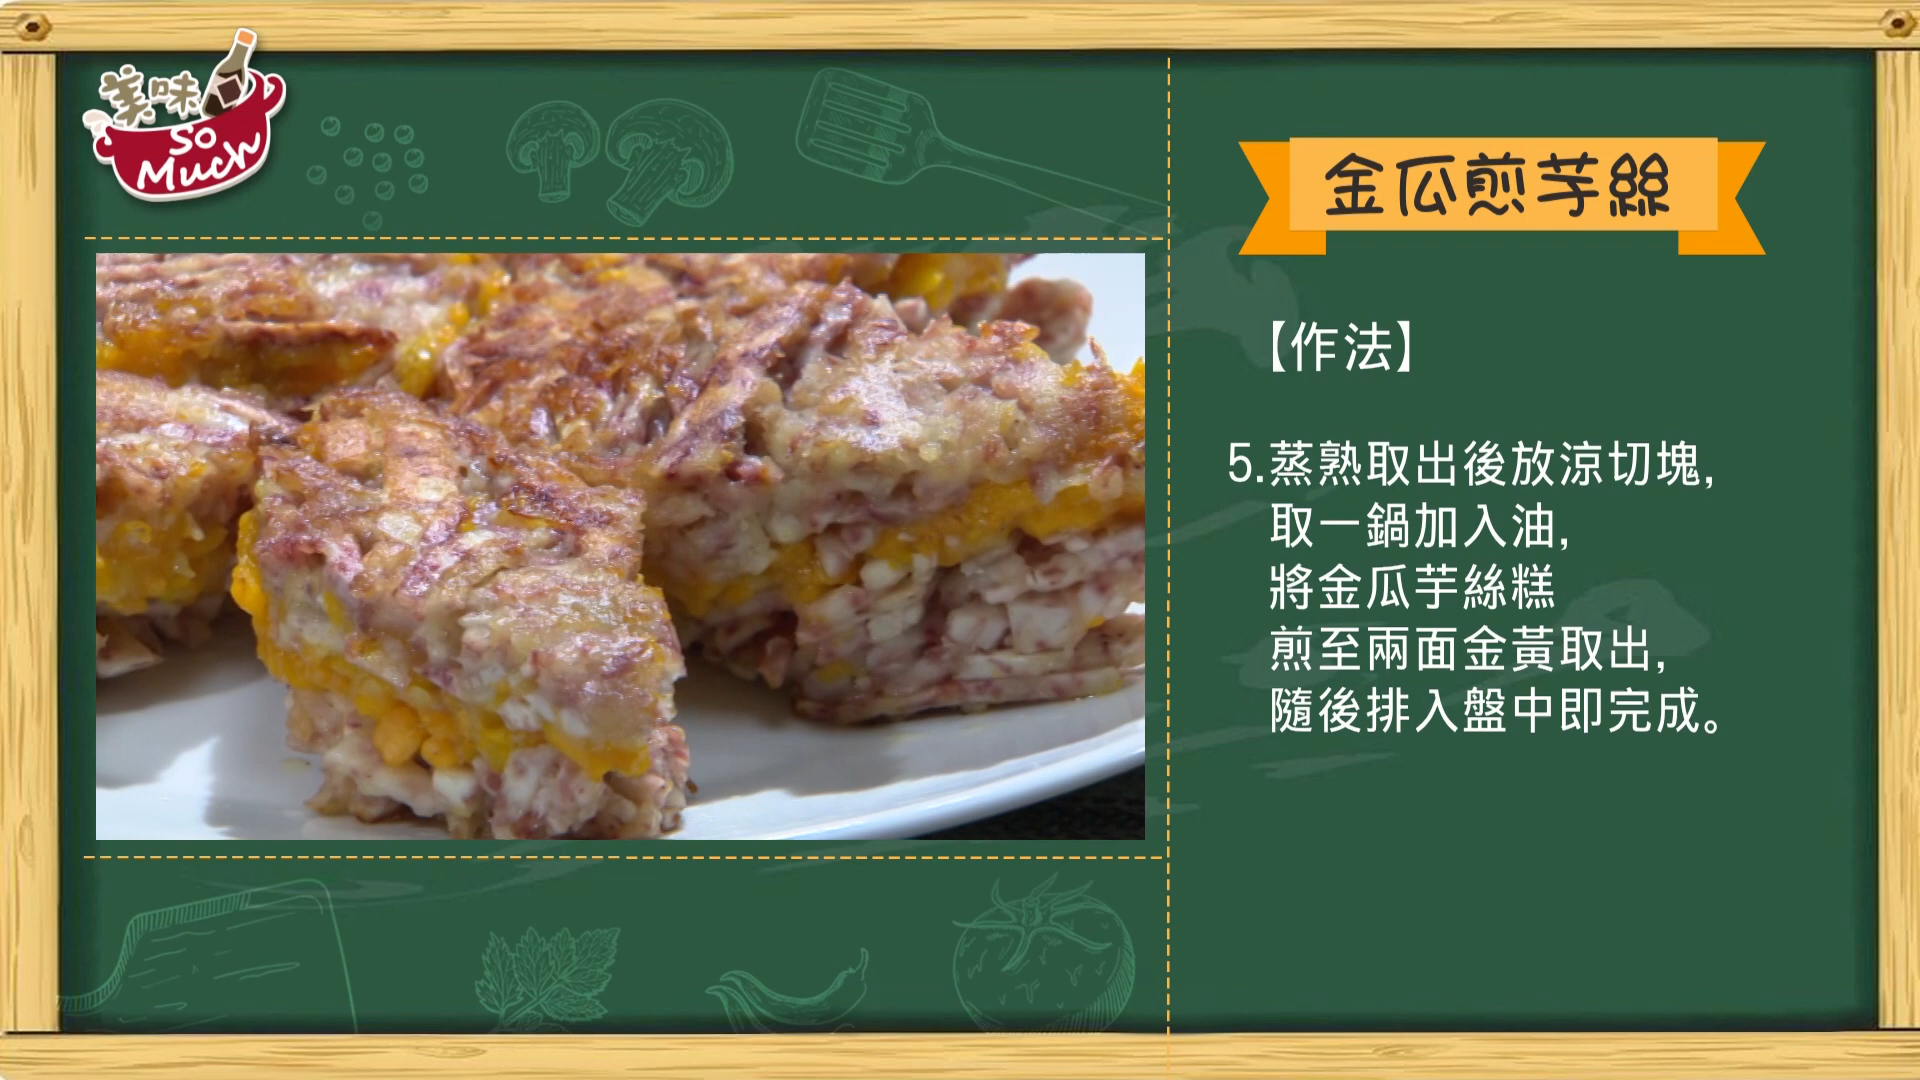 美味
SO
Much
金瓜煎芋絲
【作法】
5.蒸熟取出後放涼切塊,
取一鍋加入油,
將金瓜芋絲糕
煎至兩面金黃取出,
隨後排入盤中即完成。